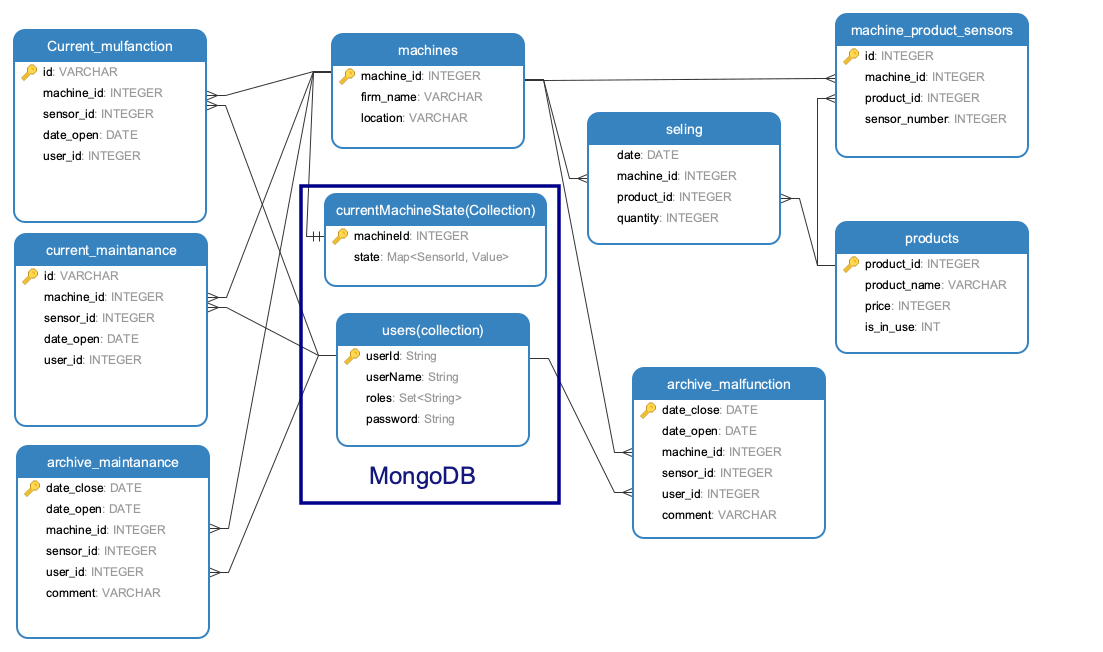 Current_mulfanction
id: VARCHAR
machine_id: INTEGER
sensor_id: INTEGER
date_open: DATE
user_id: INTEGER
machines
machine_id: INTEGER
firm_name: VARCHAR
location: VARCHAR
machine_product_sensors
id: INTEGER
machine_id: INTEGER
product_id: INTEGER
sensor_number: INTEGER
seling
date: DATE
machine_id: INTEGER
product_id: INTEGER
quantity: INTEGER
current_maintanance
id: VARCHAR
machine_id: INTEGER
sensor_id: INTEGER
date_open: DATE
user_id: INTEGER
currentMachineState(Collection)
machineId: INTEGER
state: Map<SensorId, Value>
products
product_id: INTEGER
product_name: VARCHAR
price: INTEGER
is_in_use: INT
users(collection)
userId: String
userName: String
roles: Set<String>
password: String
MongoDB
archive_malfunction
date_close: DATE
date_open: DATE
machine_id: INTEGER
sensor_id: INTEGER
user_id: INTEGER
comment: VARCHAR
archive_maintanance
date_close: DATE
date_open: DATE
machine_id: INTEGER
sensor_id: INTEGER
user_id: INTEGER
comment: VARCHAR